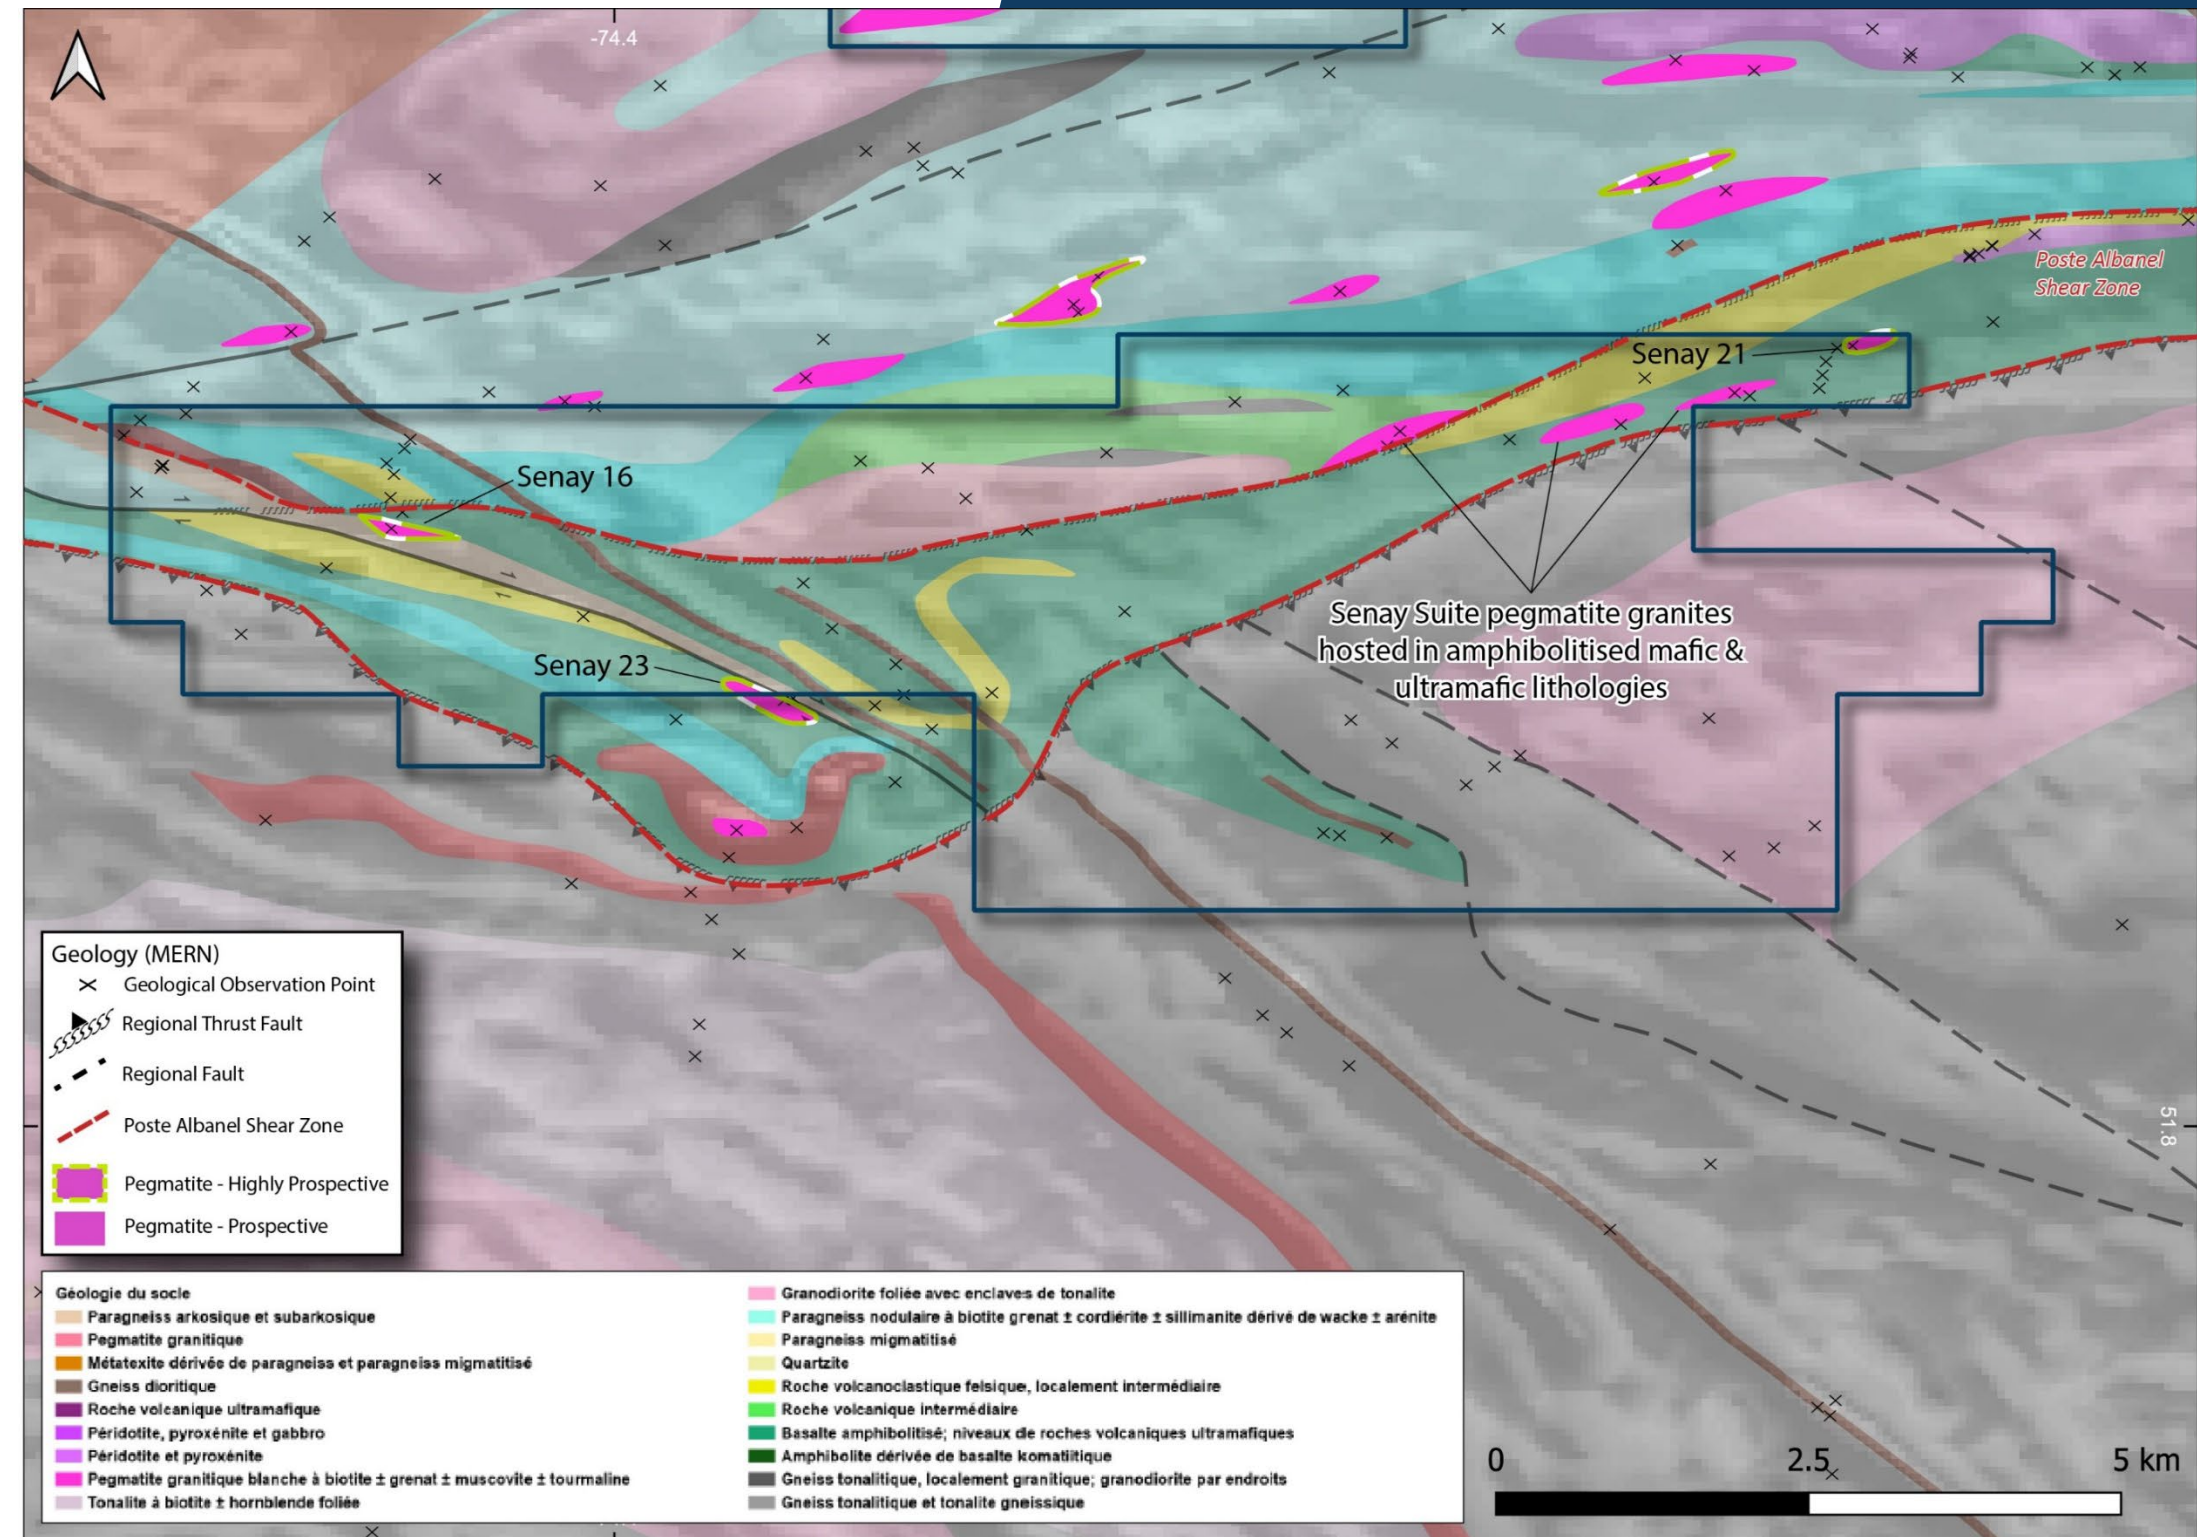 -74.4
Poste Albanel
Shear Zone
Senay 21
Senay 16
Senay 23
Senay Suite pegmatite granites
hosted in amphibolitised mafic &
ultramafic lithologies
51.8
Geology (MERN)
Geological Observation Point
Regional Thrust Fault
Regional Fault
Poste Albanel Shear Zone
Pegmatite - Highly Prospective
Pegmatite - Prospective
Géologie du socle
Paragneiss arkosique et subarkosique
Pegmatite granitique
Métatexite dérivée de paragneiss et paragneiss migmatitisé
Gneiss dioritique
Roche volcanique ultramafique
Péridotite, pyroxénite et gabbro
Péridotite et pyroxénite
Pegmatite granitique blanche à biotite ± grenat ± muscovite ± tourmaline
Tonalite à biotite ± hornblende foliée
Granodiorite foliée avec enclaves de tonalite
Paragneiss nodulaire à biotite grenat ± cordiérite ± sillimanite dérivé de wacke ± arénite
Paragneiss migmatitisé
Quartzite
Roche volcanoclastique felsique, localement intermédiaire
Roche volcanique intermédiaire
Basalte amphibolitisé; niveaux de roches volcaniques ultramafiques
Amphibolite dérivée de basalte komatiitique
Gneiss tonalitique, localement granitique; granodiorite par endroits
Gneiss tonalitique et tonalite gneissique
0 2.5 5 km